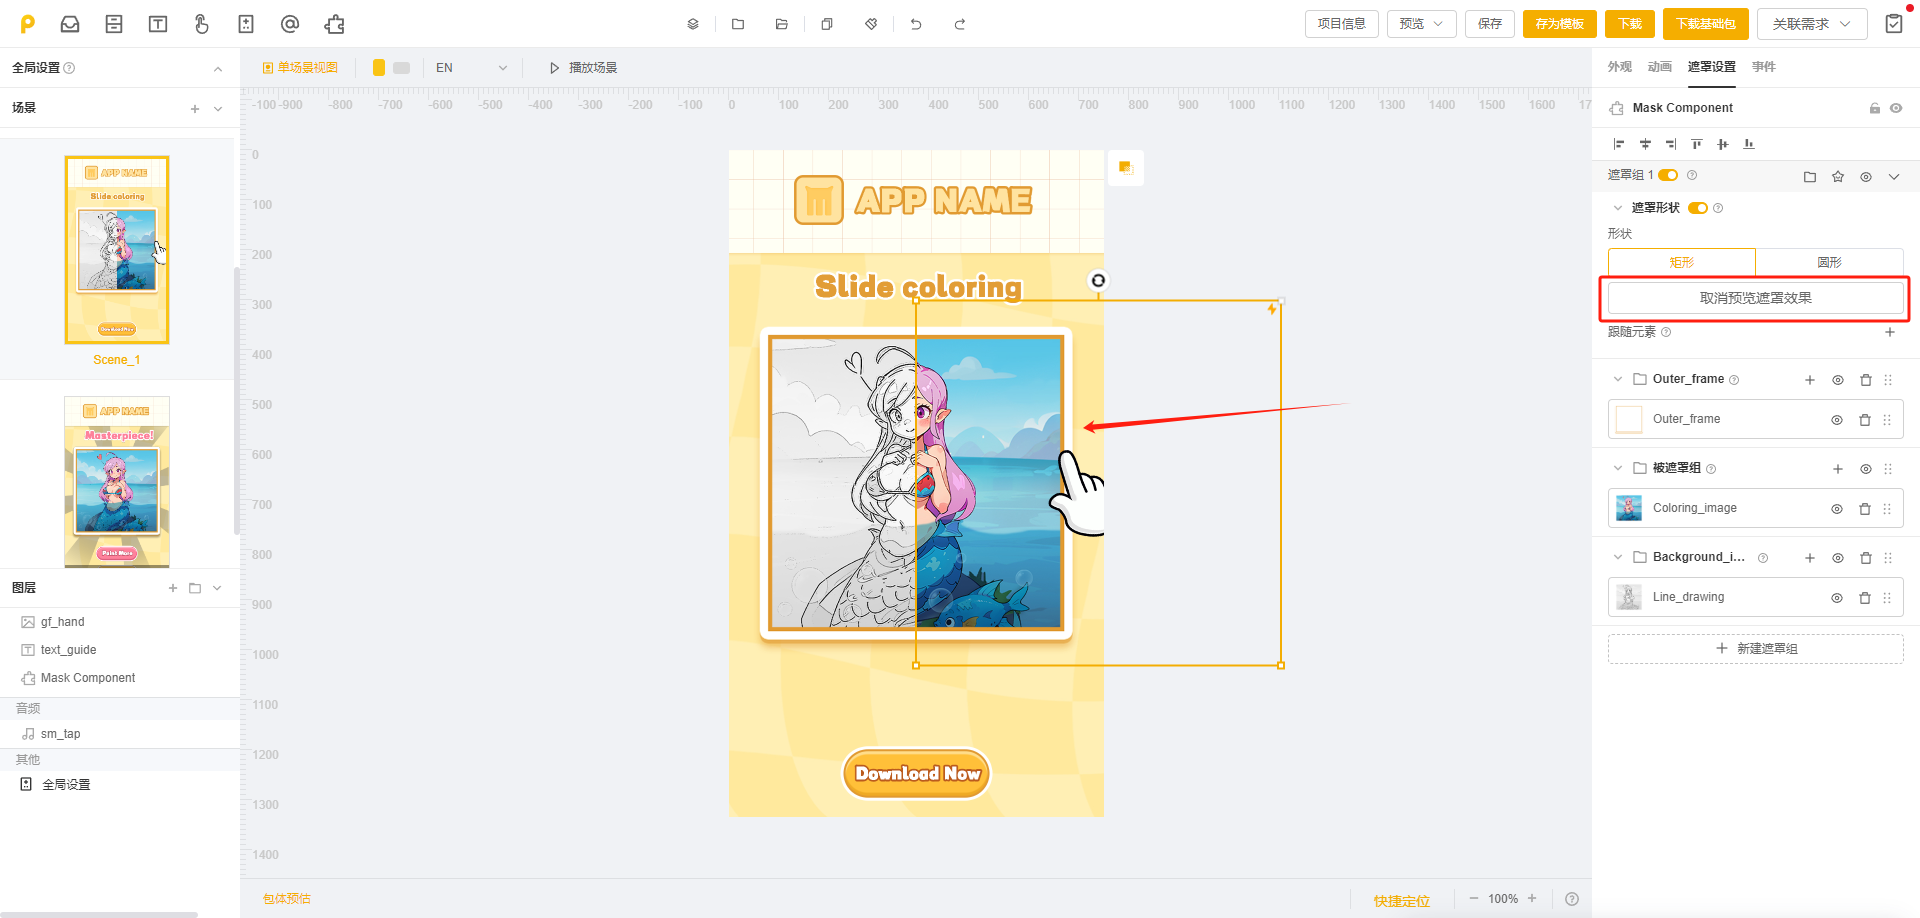 项目信息
预览
保存
存为模板
下载
下载基础包
关联需求
全局设置
单场景视图
EN
播放场景
外观
动画
遮罩设置
事件
场景
-100 -900 -800 -700 -600 -500 -400 -300 -200 -100 0 100 200 300 400 500 600 700 800 900 1000 1100 1200 1300 1400 1500 1600 17
Mask Component
0
100
200
300
400
500
600
700
800
900
1000
1100
1200
1300
1400
APP NAME
Slide coloring
Download Now
Scene_1
APP NAME
Masterpiece!
Paint More
APP NAME
Slide coloring
Download Now
遮罩组 1
遮罩形状
形状
矩形
圆形
取消预览遮罩效果
跟随元素
Outer_frame
Outer_frame
被遮罩组
Coloring_image
Background_i...
Line_drawing
新建遮罩组
图层
gf_hand
text_guide
Mask Component
音频
sm_tap
其他
全局设置
包体预估
快捷定位
100%